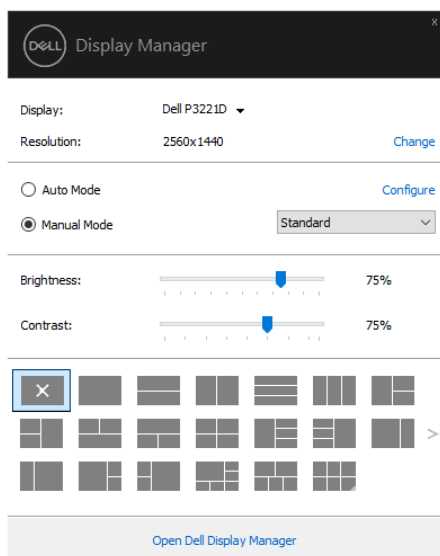 DELL Display Manager
Display: Dell P3221D
Resolution: 2560x1440 Change
Auto Mode Configure
Manual Mode Standard
Brightness: 75%
Contrast: 75%
Open Dell Display Manager